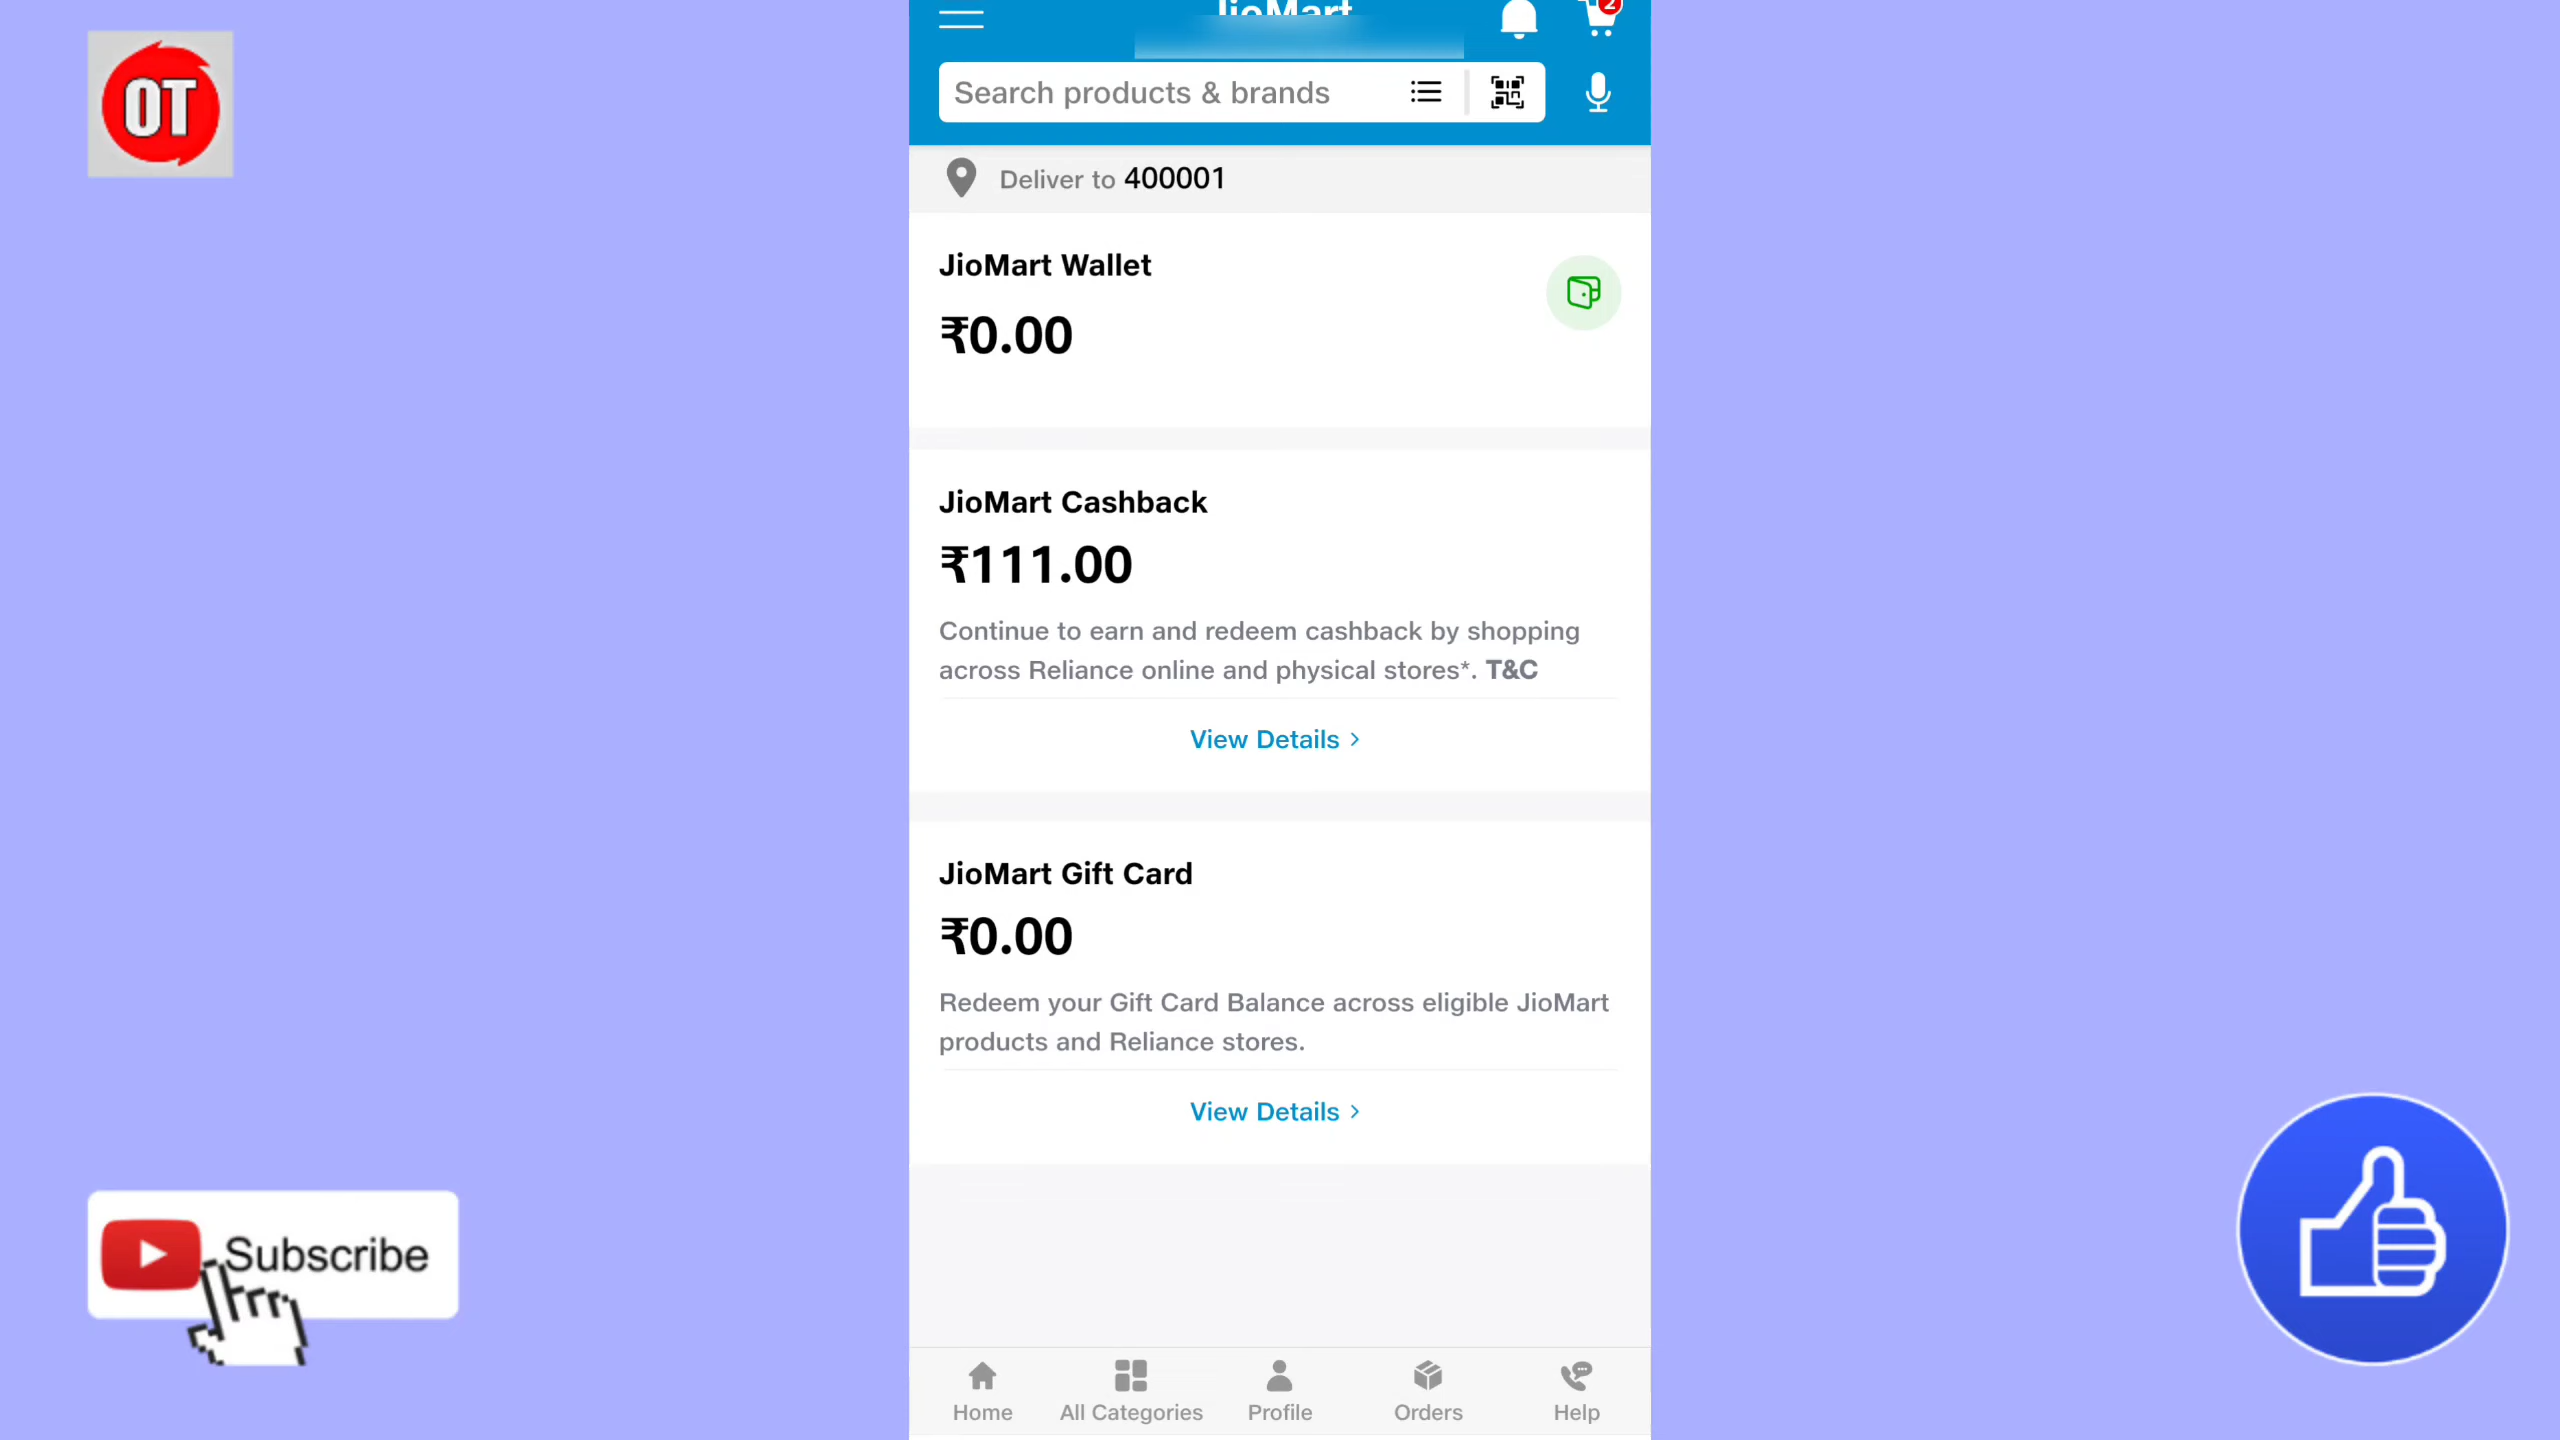 OT
JioMart
2
Search products & brands
Deliver to 400001
JioMart Wallet
₹0.00
JioMart Cashback
₹111.00
Continue to earn and redeem cashback by shopping
across Reliance online and physical stores*. T&C
View Details >
JioMart Gift Card
₹0.00
Redeem your Gift Card Balance across eligible JioMart
products and Reliance stores.
View Details >
Subscribe
Home
All Categories
Profile
Orders
Help